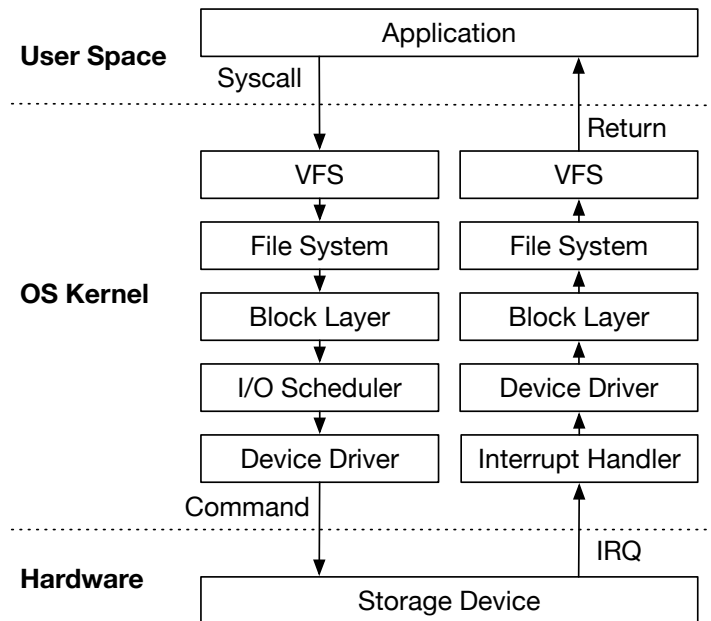 Application
User Space
Syscall
Return
VFS VFS
File System File System
OS Kernel
Block Layer Block Layer
I/O Scheduler Device Driver
Device Driver Interrupt Handler
Command
IRQ
Hardware
Storage Device